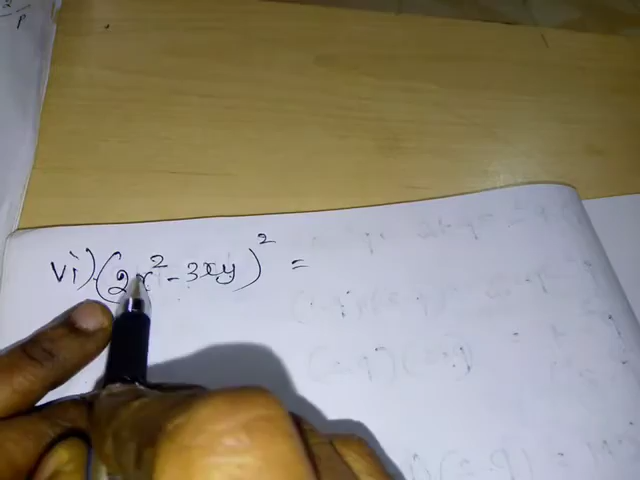 vi) (2x² - 3xy)² =